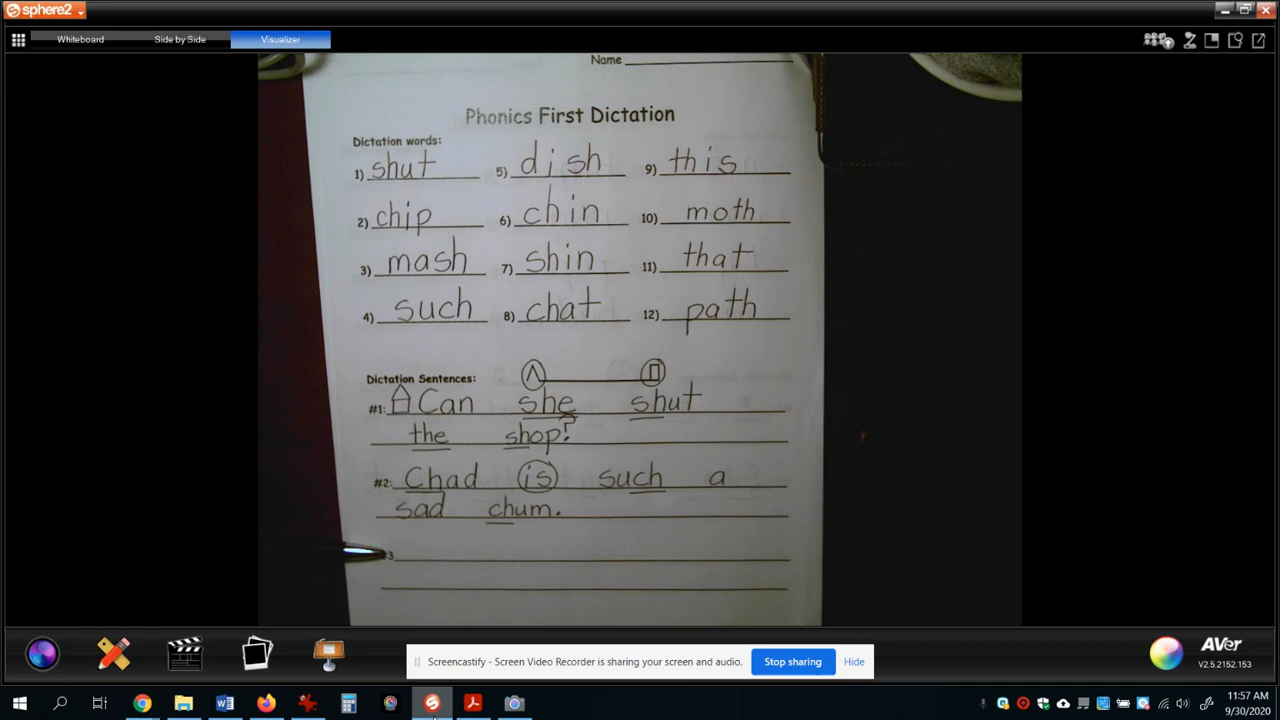 sphere2
Whiteboard Side by Side Visualizer
Name
Phonics First Dictation
Dictation words:
1) shut 5) dish 9) this
2) chip 6) chin 10) moth
3) mash 7) shin 11) that
4) such 8) chat 12) path
Dictation Sentences:
#1: Can she shut
the shop?
#2: Chad is such a
sad chum.
3
Screencastify - Screen Video Recorder is sharing your screen and audio. Stop sharing Hide
AVer
V2.5.2152.153
11:57 AM
9/30/2020